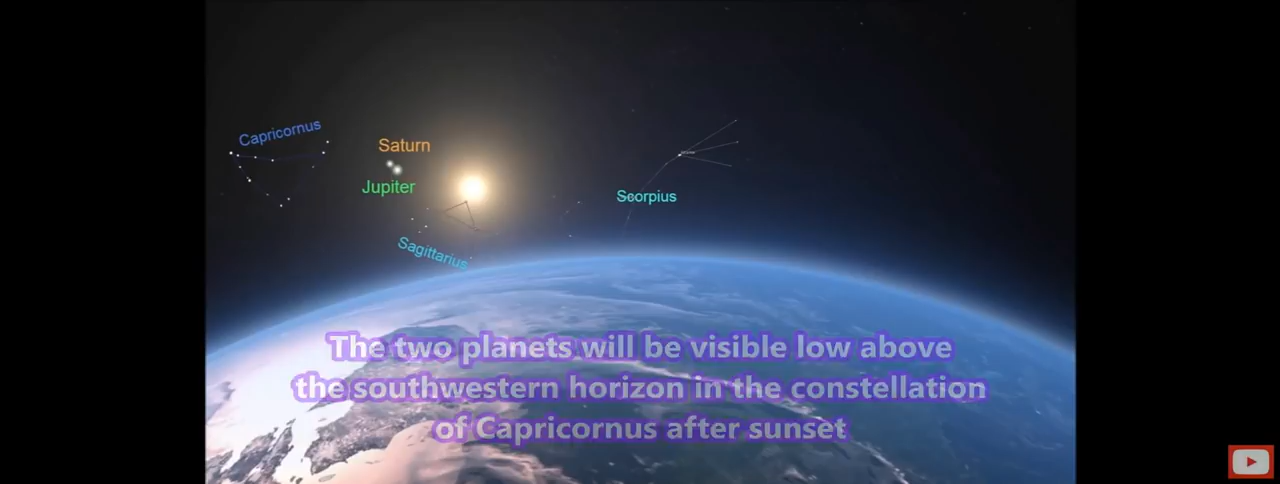 Capricornus
Saturn
Jupiter
Scorpius
Sagittarius
The two planets will be visible low above
the southwestern horizon in the constellation
of Capricornus after sunset